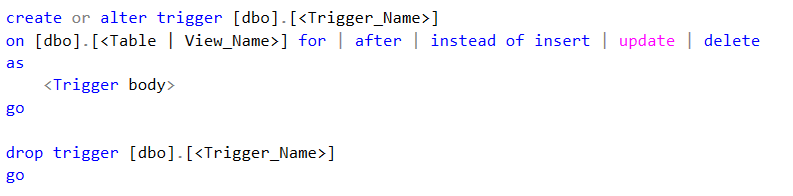 create or alter trigger [dbo].[<Trigger_Name>]
on [dbo].[<Table | View_Name>] for | after | instead of insert | update | delete
as
    <Trigger body>
go

drop trigger [dbo].[<Trigger_Name>]
go